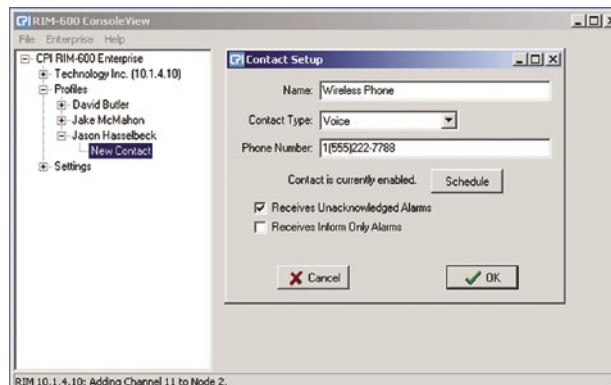 CPI RIM-600 ConsoleView
File Enterprise Help
CPI RIM-600 Enterprise
Technology Inc. (10.1.4.10)
Profiles
David Butler
Jake McMahon
Jason Hasselbeck
New Contact
Settings
CPI Contact Setup
Name: Wireless Phone
Contact Type: Voice
Phone Number: 1(555)222-7788
Contact is currently enabled. Schedule
Receives Unacknowledged Alarms
Receives Inform Only Alarms
Cancel OK
RIM 10.1.4.10: Adding Channel 11 to Node 2.